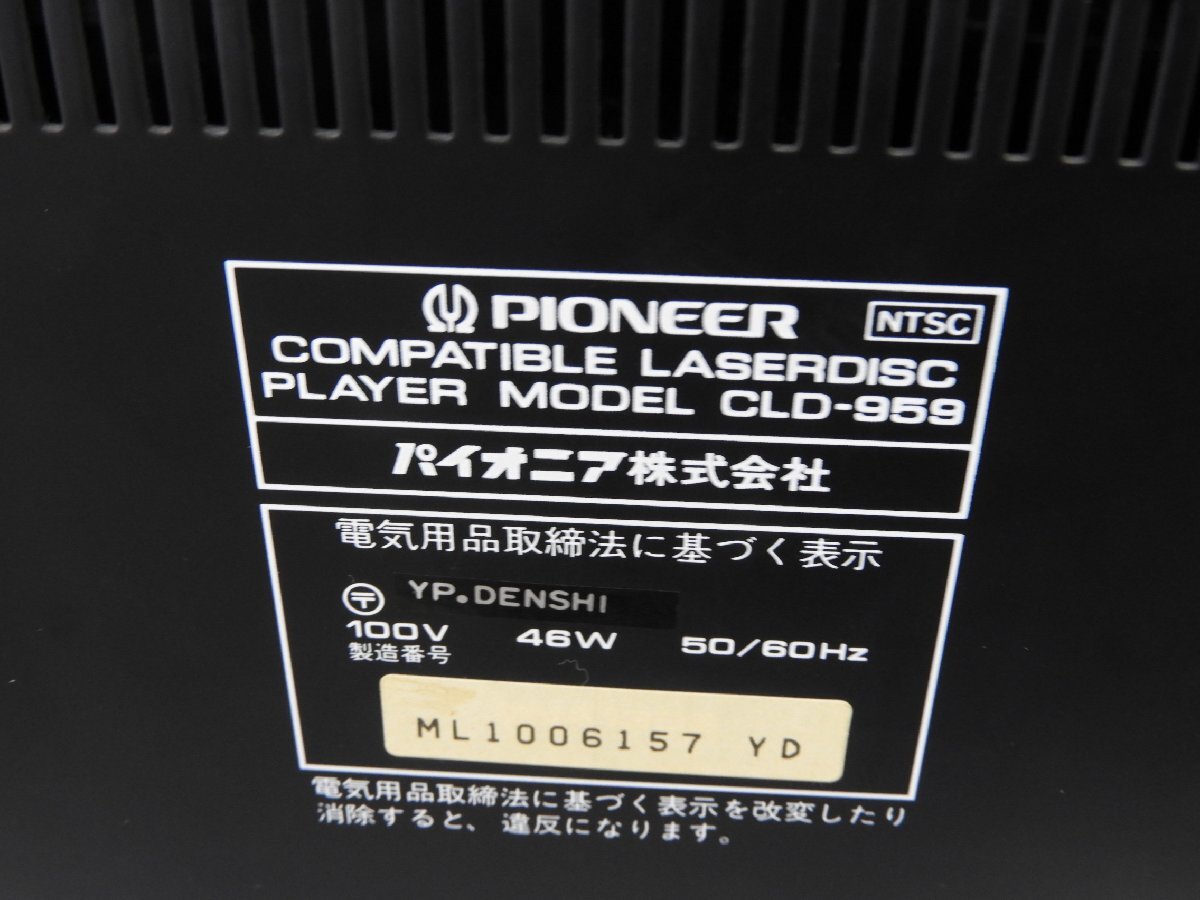 PIONEER NTSC
COMPATIBLE LASERDISC
PLAYER MODEL CLD-959
パイオニア株式会社
電気用品取締法に基づく表示
〒 YP.DENSHI
100V 46W 50/60Hz
製造番号
ML1006157 YD
電気用品取締法に基づく表示を改変したり
消除すると、違反になります。